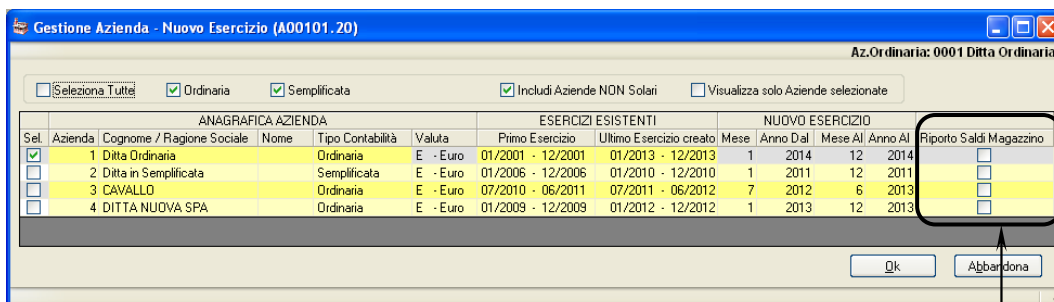 Gestione Azienda - Nuovo Esercizio (A00101.20)
Az.Ordinaria: 0001 Ditta Ordinaria
Seleziona Tutte Ordinaria Semplificata Includi Aziende NON Solari Visualizza solo Aziende selezionate
ANAGRAFICA AZIENDA ESERCIZI ESISTENTI NUOVO ESERCIZIO
Sel. Azienda Cognome / Ragione Sociale Nome Tipo Contabilità Valuta Primo Esercizio Ultimo Esercizio creato Mese Anno Dal Mese Al Anno Al Riporto Saldi Magazzino
1 Ditta Ordinaria Ordinaria E - Euro 01/2001 - 12/2001 01/2013 - 12/2013 1 2014 12 2014
2 Ditta in Semplificata Semplificata E - Euro 01/2006 - 12/2006 01/2010 - 12/2010 1 2011 12 2011
3 CAVALLO Ordinaria E - Euro 07/2010 - 06/2011 07/2011 - 06/2012 7 2012 6 2013
4 DITTA NUOVA SPA Ordinaria E - Euro 01/2009 - 12/2009 01/2012 - 12/2012 1 2013 12 2013
Ok Abbandona